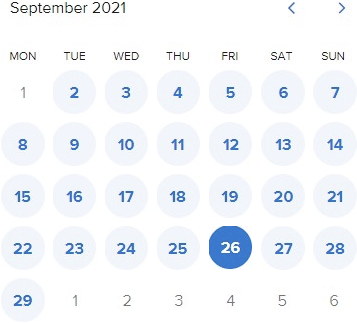 September 2021
MON TUE WED THU FRI SAT SUN
1 2 3 4 5 6 7
8 9 10 11 12 13 14
15 16 17 18 19 20 21
22 23 24 25 26 27 28
29 1 2 3 4 5 6